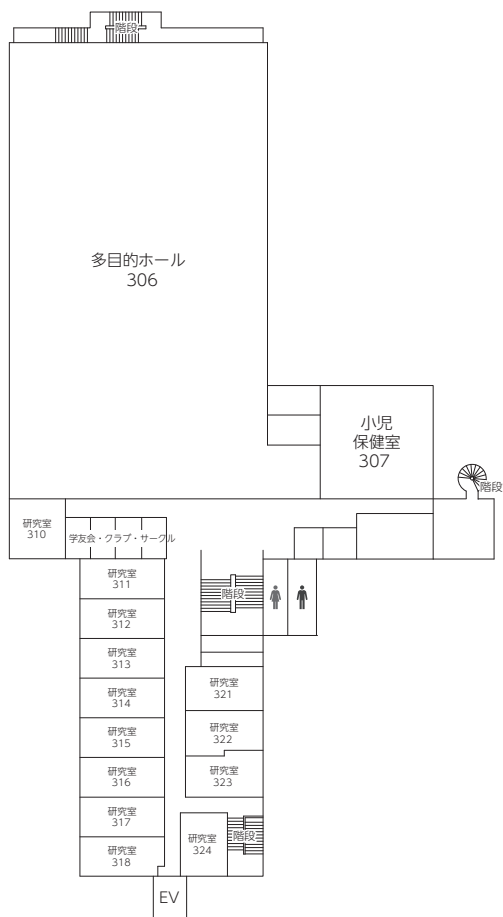 階段
多目的ホール
306
小児
保健室
307
階段
研究室
310
学友会・クラブ・サークル
研究室
311
研究室
312
研究室
313
研究室
314
研究室
315
研究室
316
研究室
317
研究室
318
階段
研究室
321
研究室
322
研究室
323
研究室
324
階段
EV